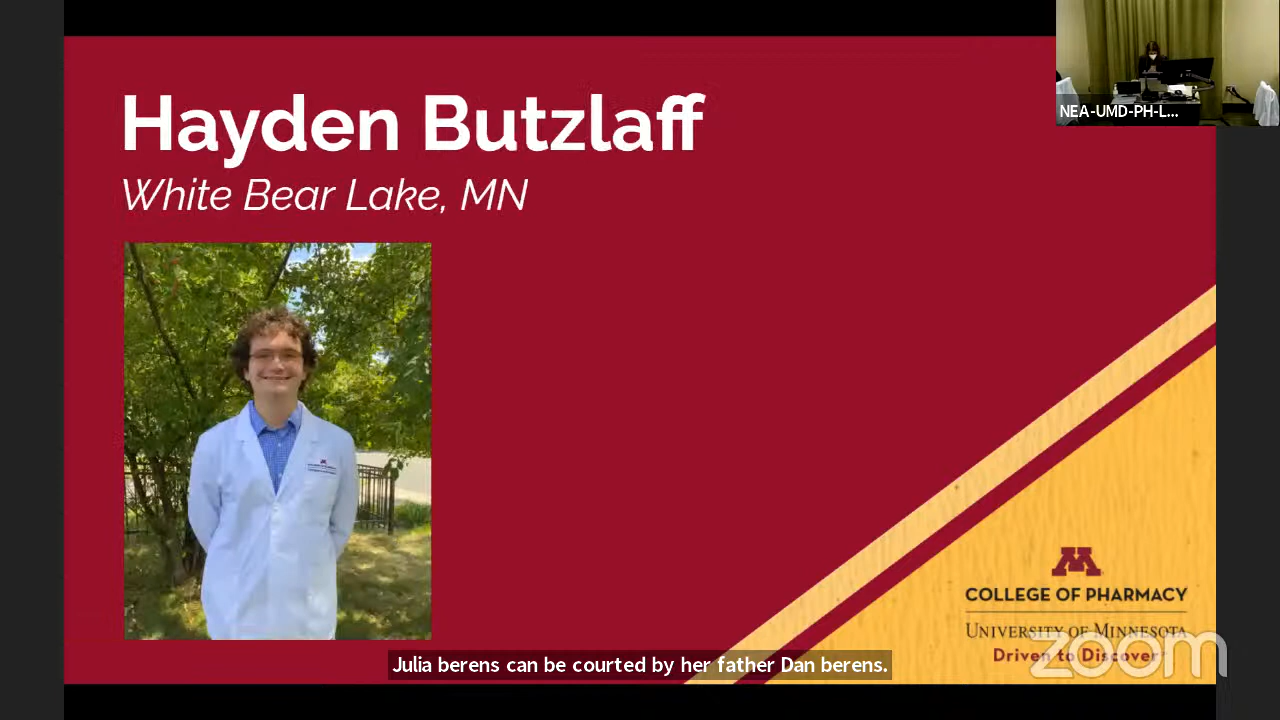 Hayden Butzlaff
White Bear Lake, MN
NEA-UMD-PH-L...
M
COLLEGE OF PHARMACY
UNIVERSITY OF MINNESOTA
Driven to Discover
zoom
Julia berens can be courted by her father Dan berens.